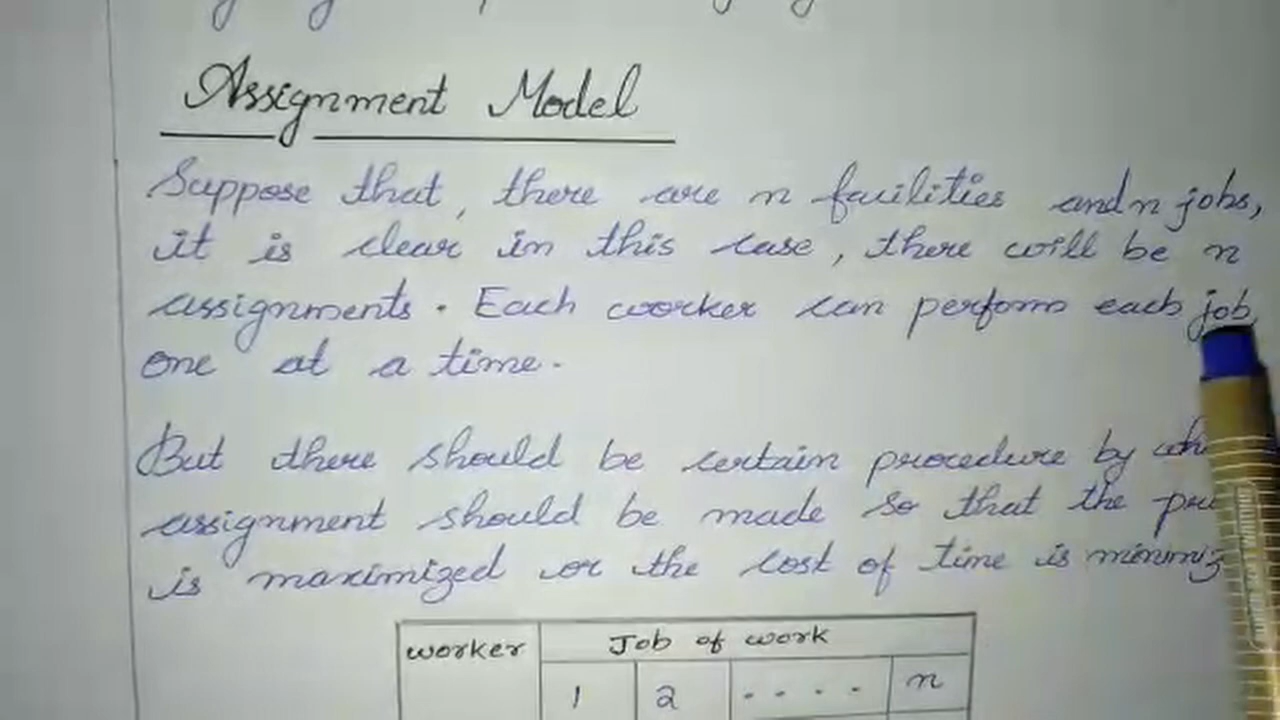 Assignment Model
Suppose that, there are n facilities and n jobs,
it is clear in this case, there will be n
assignments. Each worker can perform each job,
one at a time.
But there should be certain procedure by
assignment should be made so that the
is maximized or the cost of time is
worker Job of work
1 2 . . . . n